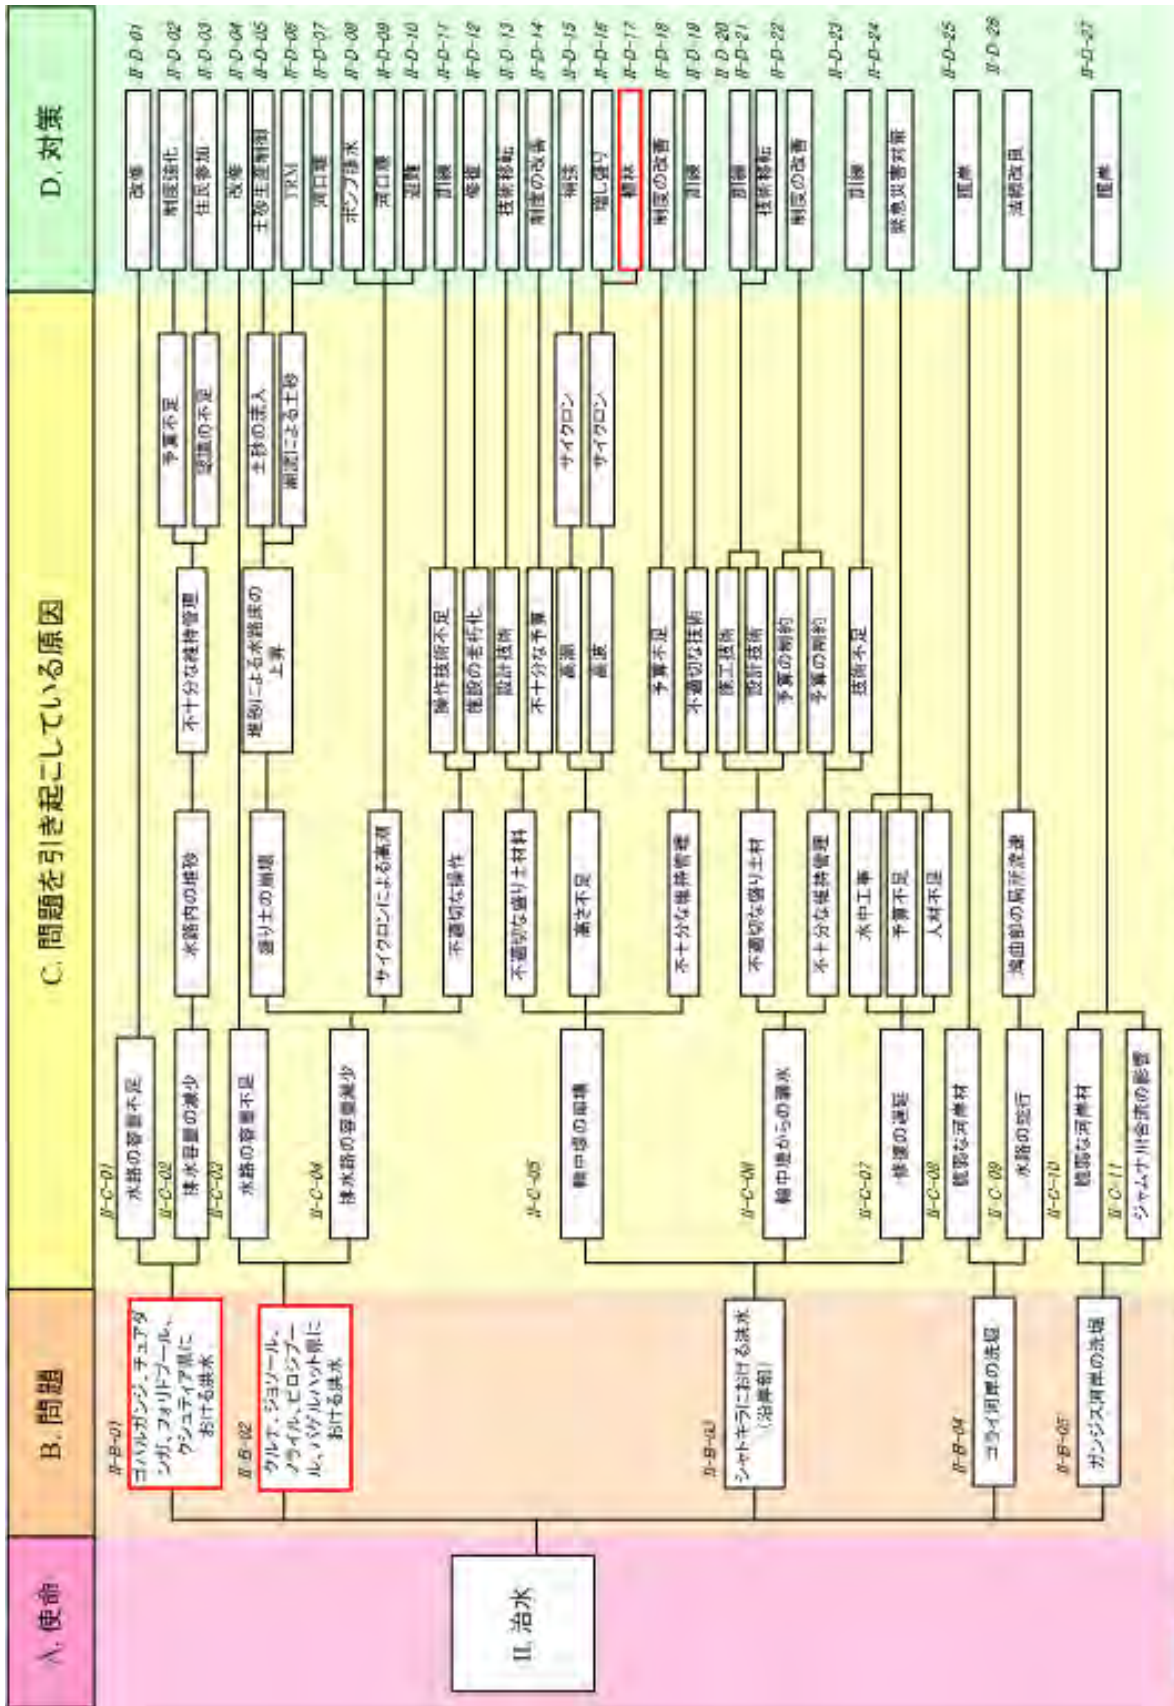 A. 使命
B. 問題
C. 問題を引き起こしている原因
D. 対策
II. 治水
II-B-01
ゴパルガンジ、チュアダ
ンガ、フォリドプール、
クシュティア県に
おける洪水
II-B-02
クルナ、ジョソール、
ノライル、ピロジプー
ル、バゲルハット県に
おける洪水
II-B-03
シャトキラにおける洪水
（沿岸部）
II-B-04
ゴライ河岸の洗掘
II-B-05
ガンジス河岸の洗掘
II-C-01
水路の容量不足
II-C-02
排水容量の減少
II-C-03
水路の容量不足
II-C-04
排水路の容量減少
II-C-05
輪中堤の崩壊
II-C-06
輪中堤からの漏水
II-C-07
修復の遅延
II-C-08
脆弱な河岸材
II-C-09
水路の蛇行
II-C-10
脆弱な河岸材
II-C-11
ジャムナ川合流の影響
水路内の堆砂
盛り土の崩壊
サイクロンによる高潮
不適切な操作
不適切な盛り土材料
高さ不足
不十分な維持管理
不適切な盛り土材
不十分な維持管理
水中工事
予算不足
人材不足
湾曲部の局所流速
不十分な維持管理
堆砂による水路床の
上昇
操作技術不足
施設の老朽化
設計技術
不十分な予算
高潮
高波
予算不足
不適切な技術
施工技術
設計技術
予算の制約
予算の制約
技術不足
予算不足
認識の不足
土砂の流入
潮流による土砂
サイクロン
サイクロン
改修
II-D-01
制度強化
II-D-02
住民参加
II-D-03
改修
II-D-04
土砂生産制御
II-D-05
TRM
II-D-06
河口堰
II-D-07
ポンプ排水
II-D-08
河口堰
II-D-09
避難
II-D-10
訓練
II-D-11
修復
II-D-12
技術移転
II-D-13
制度の改善
II-D-14
補強
II-D-15
増し盛り
II-D-16
植林
II-D-17
制度の改善
II-D-18
訓練
II-D-19
訓練
II-D-20
技術移転
II-D-21
制度の改善
II-D-22
訓練
II-D-23
緊急災害対策
II-D-24
護岸
II-D-25
法線改良
II-D-26
護岸
II-D-27